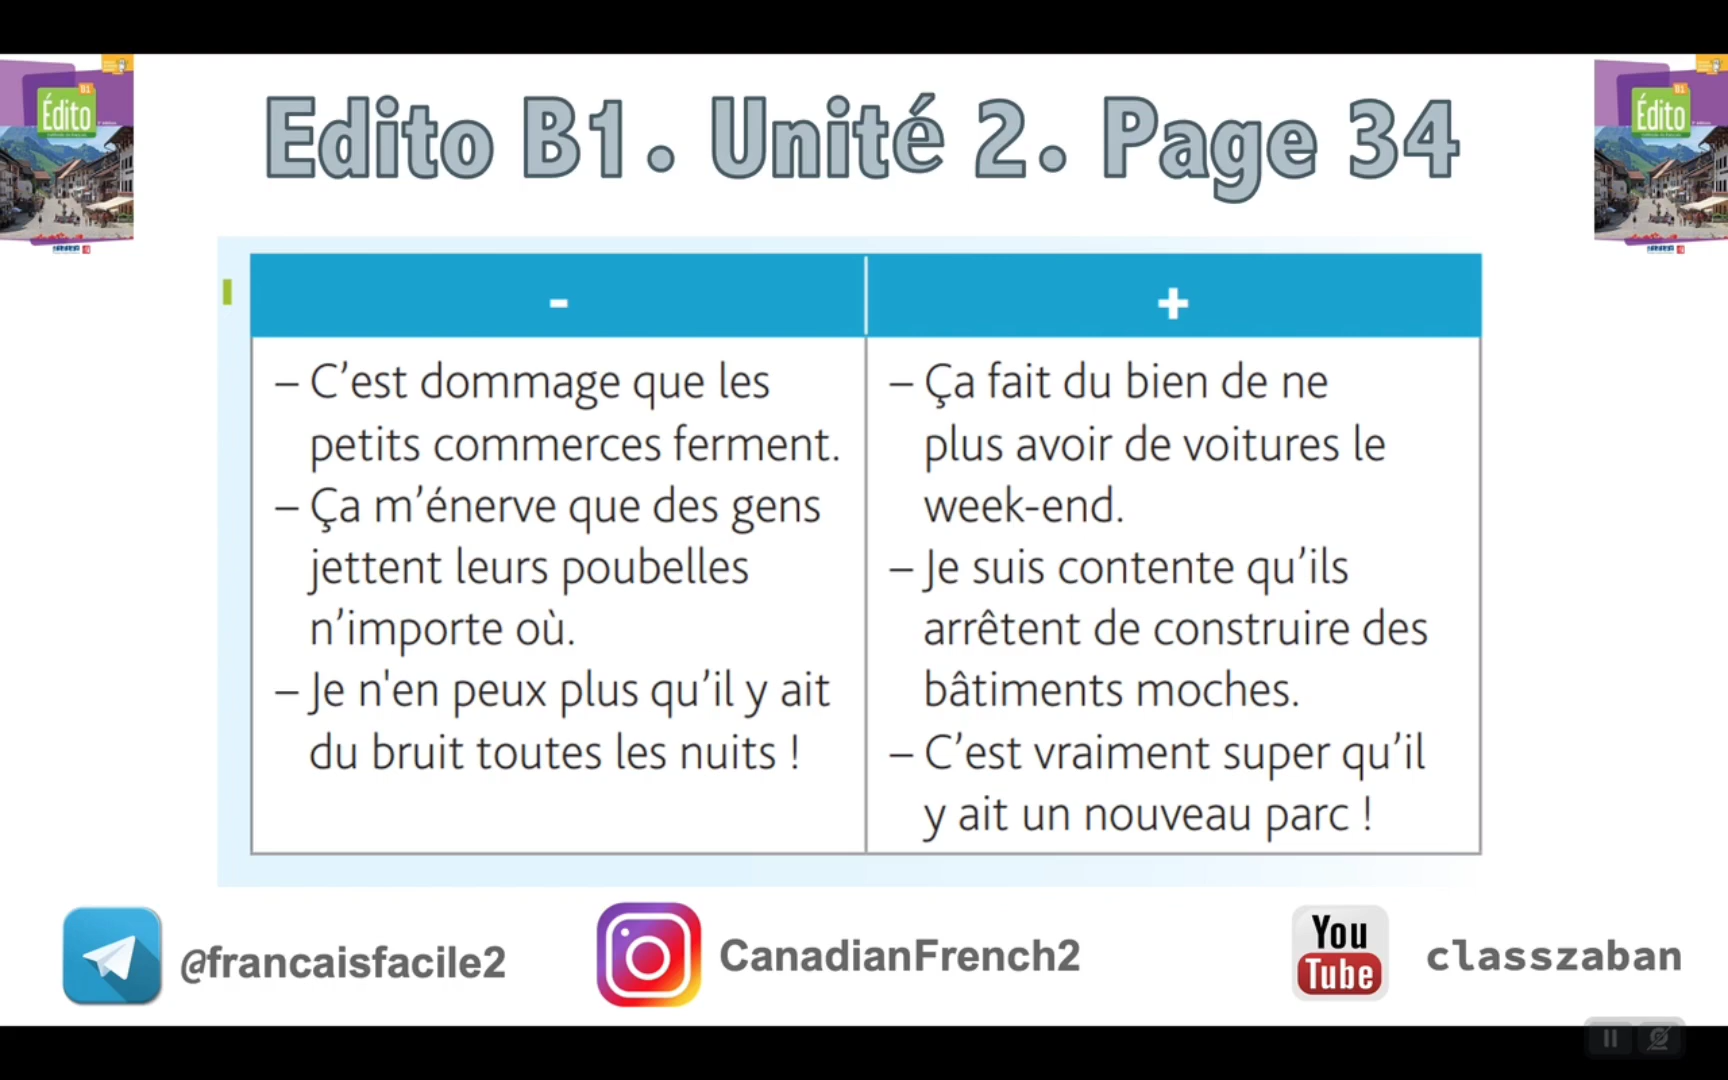 Edito B1. Unité 2. Page 34
B1
Édito
B1
Édito
-
– C'est dommage que les
petits commerces ferment.
– Ça m'énerve que des gens
jettent leurs poubelles
n'importe où.
– Je n'en peux plus qu'il y ait
du bruit toutes les nuits !
+
– Ça fait du bien de ne
plus avoir de voitures le
week-end.
– Je suis contente qu'ils
arrêtent de construire des
bâtiments moches.
– C'est vraiment super qu'il
y ait un nouveau parc !
@francaisfacile2
CanadianFrench2
You
Tube
classzaban